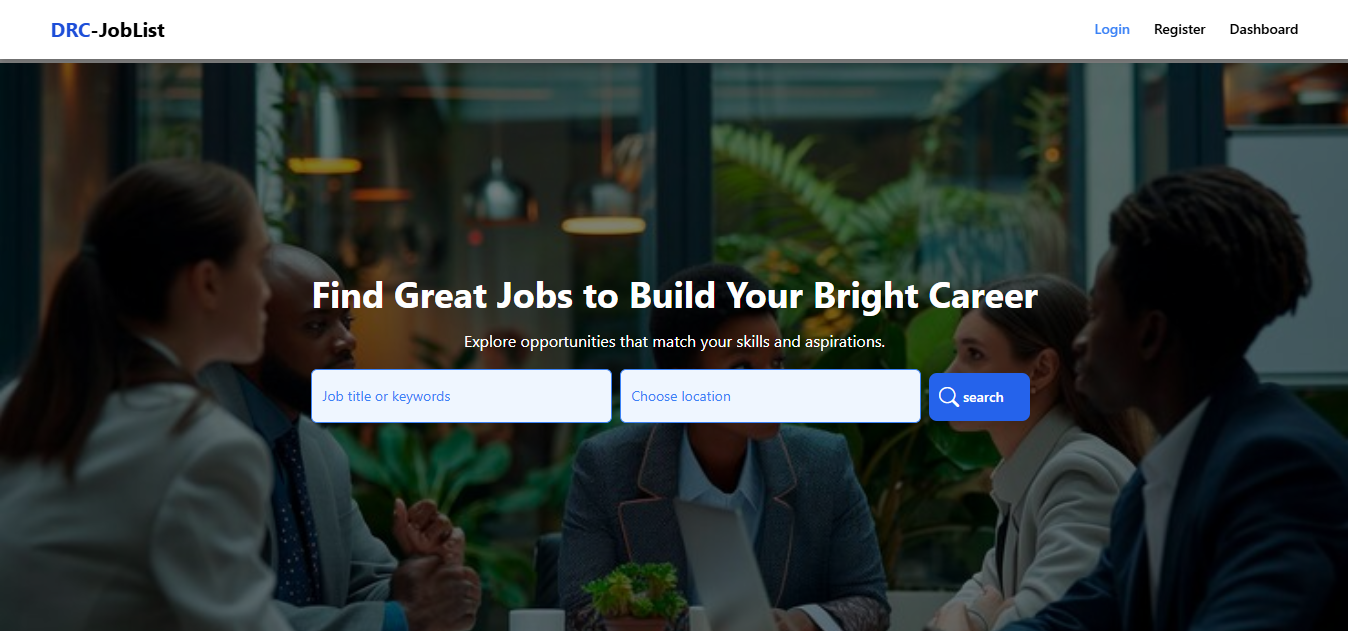 DRC-JobList
Login Register Dashboard
Find Great Jobs to Build Your Bright Career
Explore opportunities that match your skills and aspirations.
Job title or keywords
Choose location
search